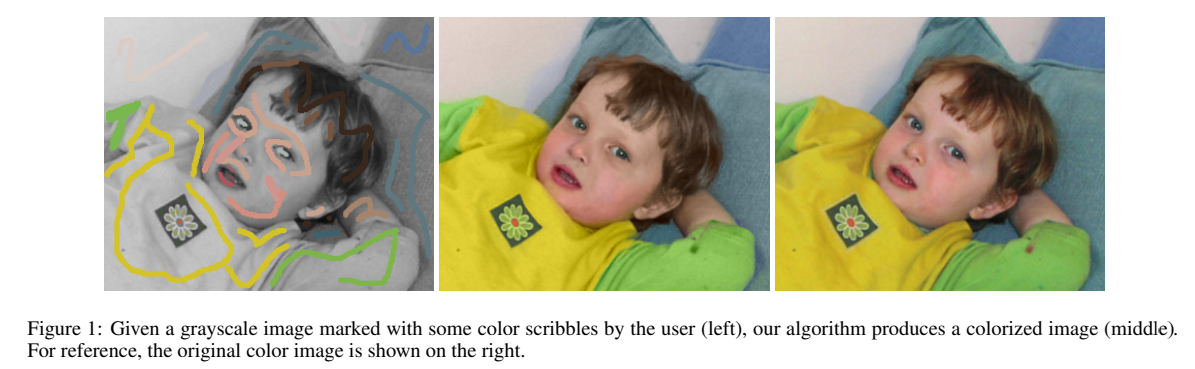 Figure 1: Given a grayscale image marked with some color scribbles by the user (left), our algorithm produces a colorized image (middle).
For reference, the original color image is shown on the right.